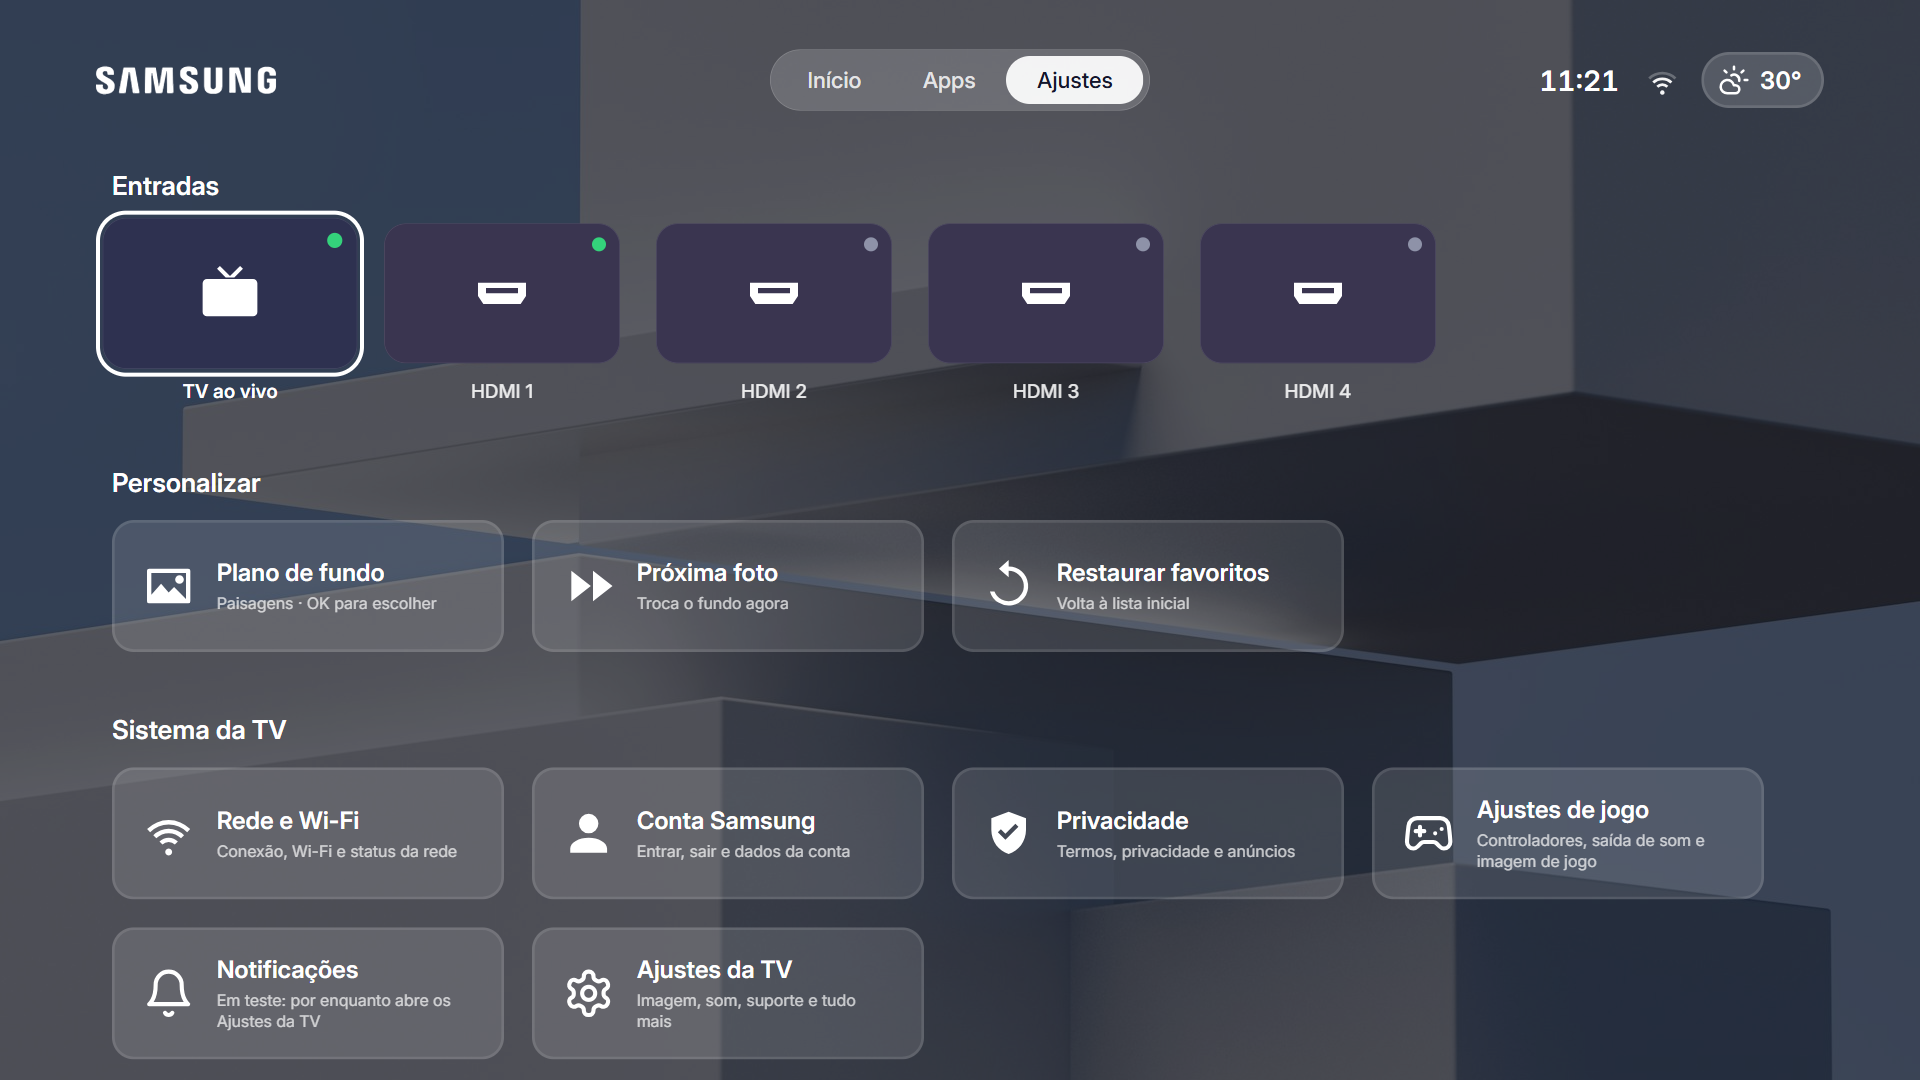 SAMSUNG
Início
Apps
Ajustes
11:21
30°
Entradas
TV ao vivo
HDMI 1
HDMI 2
HDMI 3
HDMI 4
Personalizar
Plano de fundo
Paisagens · OK para escolher
Próxima foto
Troca o fundo agora
Restaurar favoritos
Volta à lista inicial
Sistema da TV
Rede e Wi-Fi
Conexão, Wi-Fi e status da rede
Conta Samsung
Entrar, sair e dados da conta
Privacidade
Termos, privacidade e anúncios
Ajustes de jogo
Controladores, saída de som e
imagem de jogo
Notificações
Em teste: por enquanto abre os
Ajustes da TV
Ajustes da TV
Imagem, som, suporte e tudo
mais